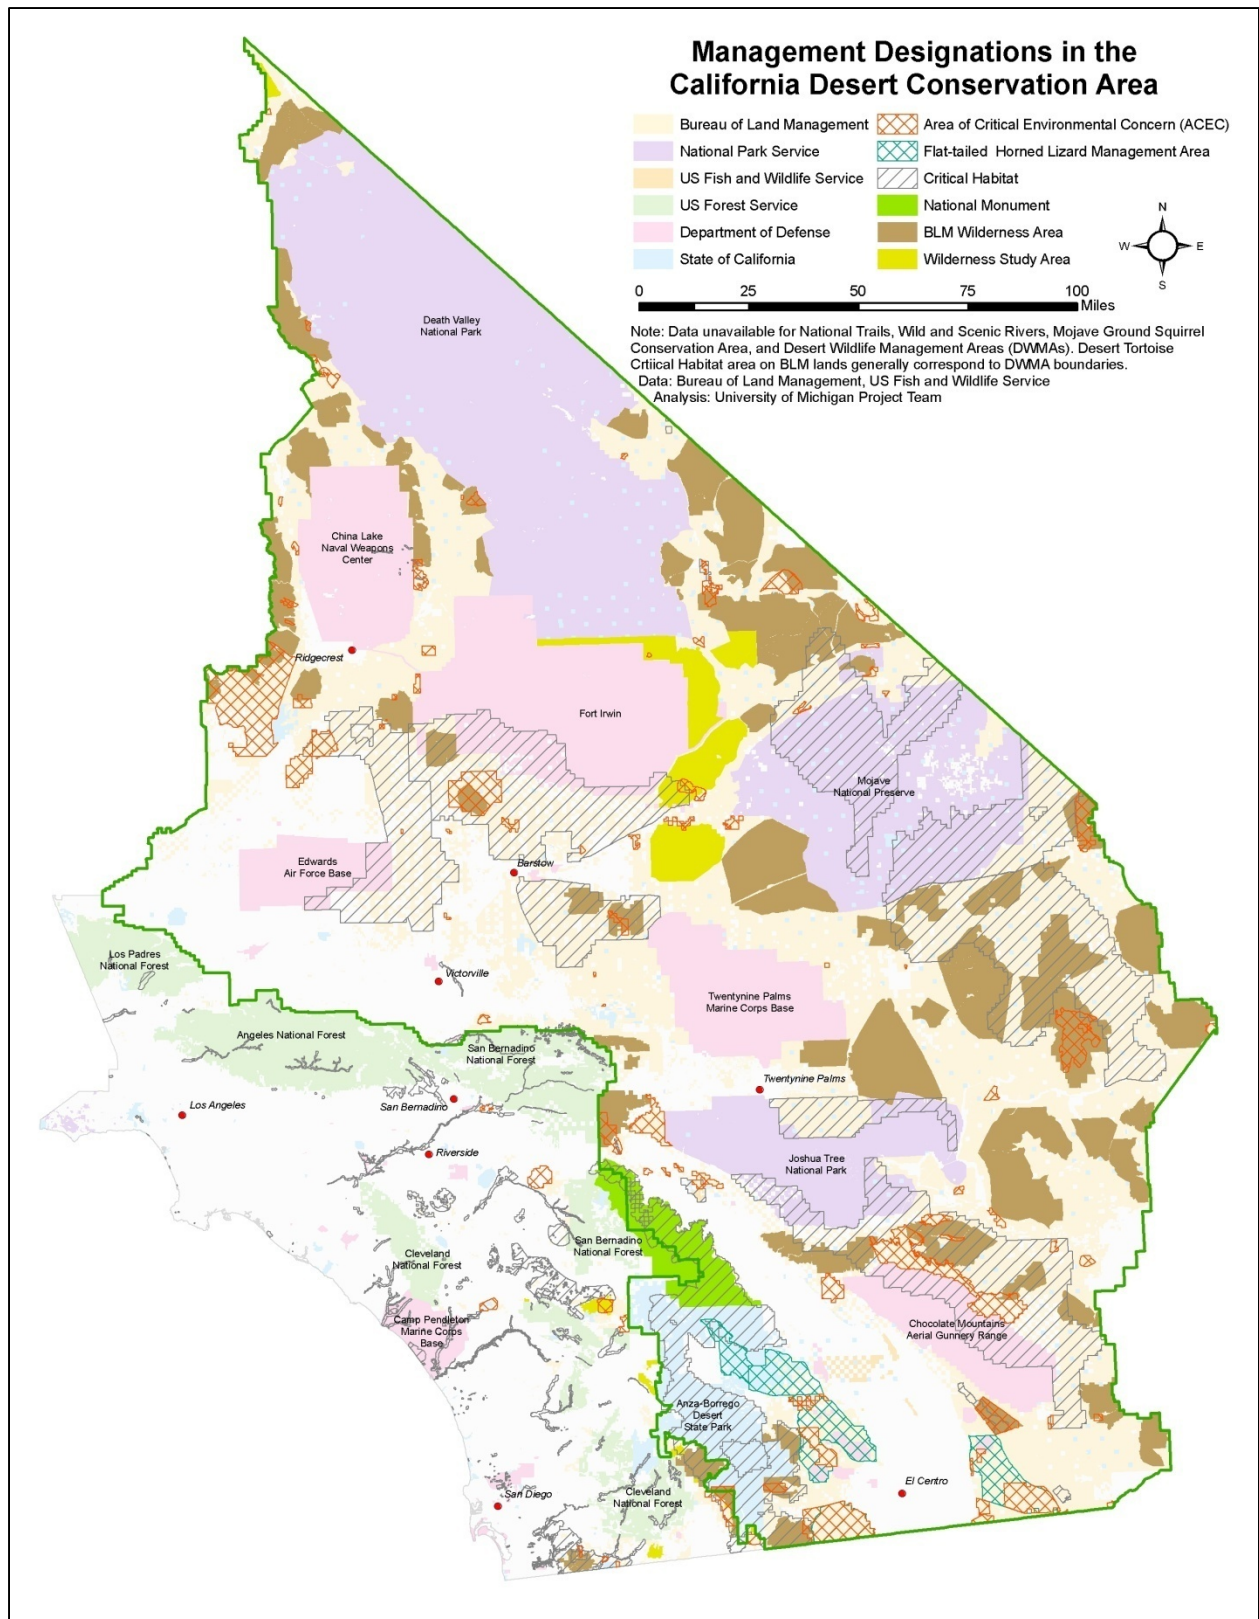 Management Designations in the
California Desert Conservation Area
Bureau of Land Management
National Park Service
US Fish and Wildlife Service
US Forest Service
Department of Defense
State of California
Area of Critical Environmental Concern (ACEC)
Flat-tailed Horned Lizard Management Area
Critical Habitat
National Monument
BLM Wilderness Area
Wilderness Study Area
N
W
E
S
0 25 50 75 100
Miles
Note: Data unavailable for National Trails, Wild and Scenic Rivers, Mojave Ground Squirrel
Conservation Area, and Desert Wildlife Management Areas (DWMAs). Desert Tortoise
Crtiical Habitat area on BLM lands generally correspond to DWMA boundaries.
Data: Bureau of Land Management, US Fish and Wildlife Service
Analysis: University of Michigan Project Team
Death Valley
National Park
China Lake
Naval Weapons
Center
Ridgecrest
Fort Irwin
Mojave
National Preserve
Edwards
Air Force Base
Barstow
Los Padres
National Forest
Victorville
Twentynine Palms
Marine Corps Base
Angeles National Forest
San Bernadino
National Forest
Twentynine Palms
Los Angeles
San Bernadino
Riverside
Joshua Tree
National Park
San Bernadino
National Forest
Cleveland
National Forest
Camp Pendleton
Marine Corps
Base
Chocolate Mountains
Aerial Gunnery Range
Anza-Borrego
Desert
State Park
El Centro
San Diego
Cleveland
National Forest